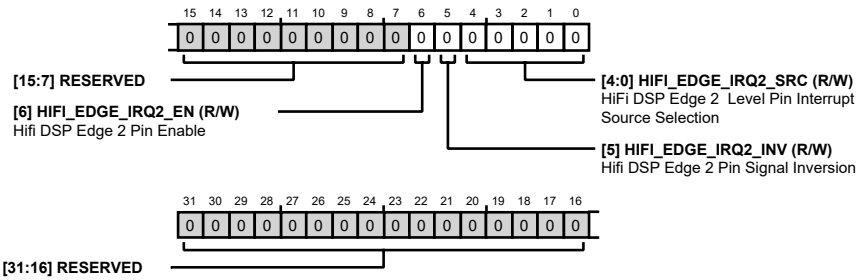 15 14 13 12 11 10 9 8 7 6 5 4 3 2 1 0
0 0 0 0 0 0 0 0 0 0 0 0 0 0 0 0
[15:7] RESERVED
[6] HIFI_EDGE_IRQ2_EN (R/W)
Hifi DSP Edge 2 Pin Enable
[4:0] HIFI_EDGE_IRQ2_SRC (R/W)
HiFi DSP Edge 2 Level Pin Interrupt
Source Selection
[5] HIFI_EDGE_IRQ2_INV (R/W)
Hifi DSP Edge 2 Pin Signal Inversion
31 30 29 28 27 26 25 24 23 22 21 20 19 18 17 16
0 0 0 0 0 0 0 0 0 0 0 0 0 0 0 0
[31:16] RESERVED